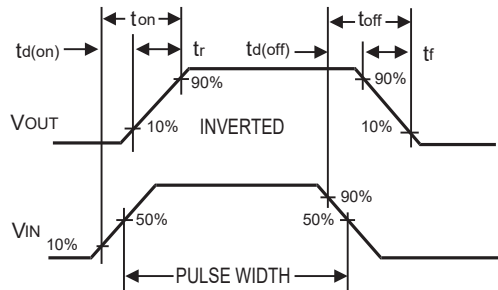 ton
toff
td(on)
tr
td(off)
tf
90%
90%
VOUT
10%
INVERTED
10%
90%
50%
50%
VIN
10%
PULSE WIDTH